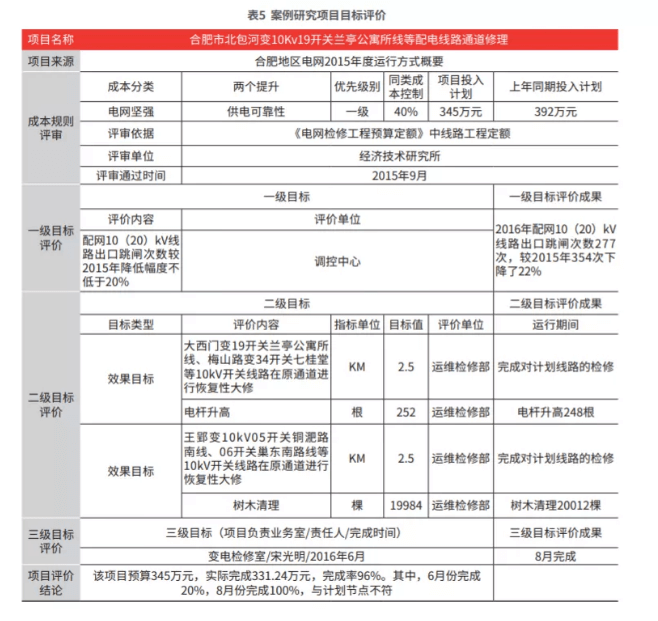 表5 案例研究项目目标评价
项目名称 合肥市北包河变10Kv19开关兰亭公寓所线等配电线路通道修理
项目来源 合肥地区电网2015年度运行方式概要
成本规则评审
成本分类 两个提升 优先级别 同类成本控制 项目投入计划 上年同期投入计划
电网坚强 供电可靠性 一级 40% 345万元 392万元
评审依据 《电网检修工程预算定额》中线路工程定额
评审单位 经济技术研究所
评审通过时间 2015年9月
一级目标评价
一级目标 一级目标评价成果
评价内容 评价单位
配网10（20）kV线
路出口跳闸次数较
2015年降低幅度不
低于20%
调控中心
2016年配网10（20）kV
线路出口跳闸次数277
次，较2015年354次下
降了22%
二级目标评价
二级目标 二级目标评价成果
目标类型 评价内容 指标单位 目标值 评价单位 运行期间
效果目标
大西门变19开关兰亭公寓所
线、梅山路变34开关七桂堂
等10kV开关线路在原通道进
行恢复性大修
KM 2.5 运维检修部 完成对计划线路的检修
电杆升高 根 252 运维检修部 电杆升高248根
效果目标
王郢变10kV05开关铜淝路
南线、06开关巢东南路线等
10kV开关线路在原通道进行
恢复性大修
KM 2.5 运维检修部 完成对计划线路的检修
树木清理 棵 19984 运维检修部 树木清理20012棵
三级目标评价
三级目标（项目负责业务室/责任人/完成时间） 三级目标评价成果
变电检修室/宋光明/2016年6月 8月完成
项目评价结论
该项目预算345万元，实际完成331.24万元，完成率96%。其中，6月份完成
20%，8月份完成100%，与计划节点不符